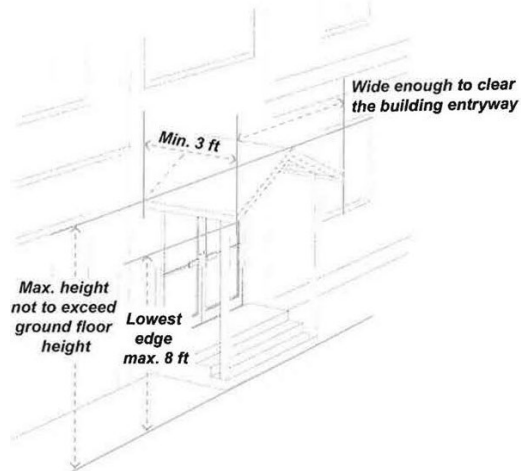 Wide enough to clear
the building entryway
Min. 3 ft
Max. height
not to exceed
ground floor
height
Lowest
edge
max. 8 ft